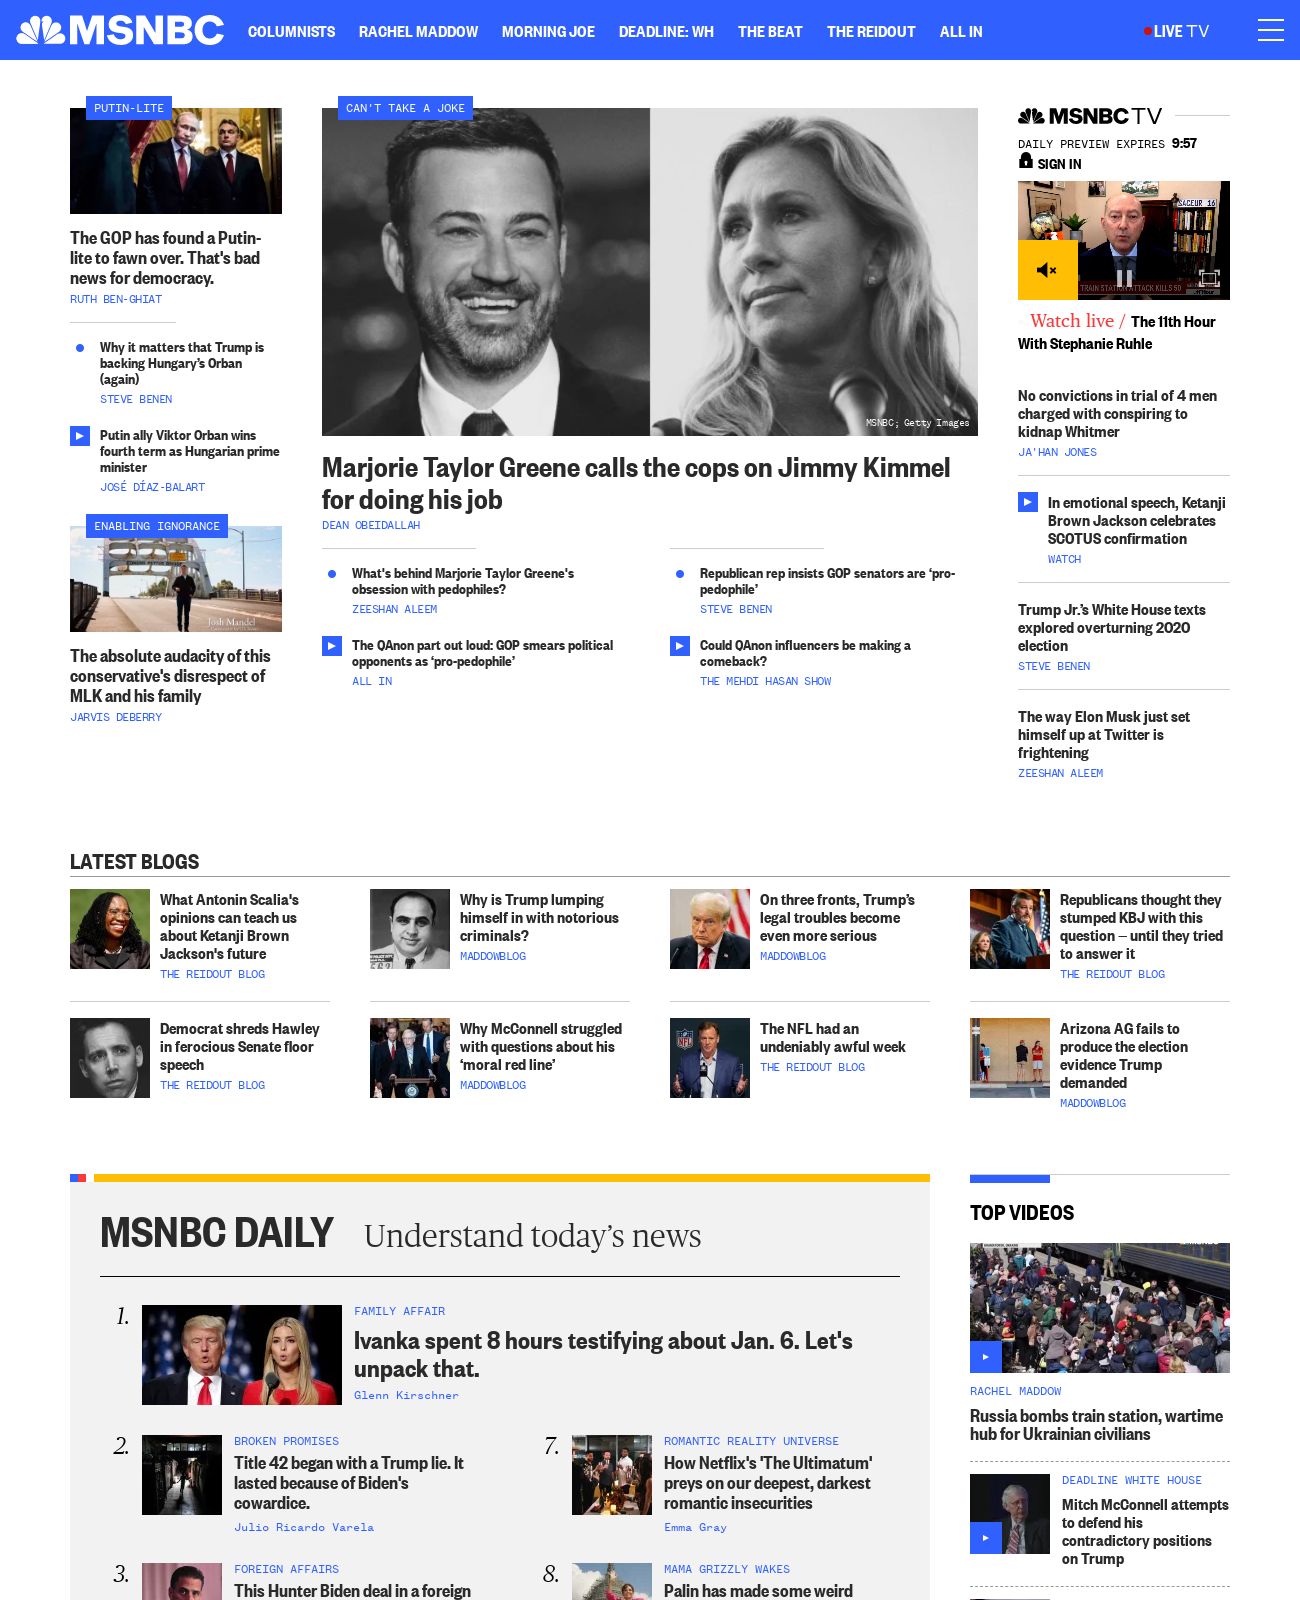 MSNBC
COLUMNISTS
RACHEL MADDOW
MORNING JOE
DEADLINE: WH
THE BEAT
THE REIDOUT
ALL IN
LIVE TV
PUTIN-LITE
The GOP has found a Putin-
lite to fawn over. That's bad
news for democracy.
RUTH BEN-GHIAT
Why it matters that Trump is
backing Hungary’s Orban
(again)
STEVE BENEN
Putin ally Viktor Orban wins
fourth term as Hungarian prime
minister
JOSÉ DÍAZ-BALART
ENABLING IGNORANCE
Josh Mandel
The absolute audacity of this
conservative's disrespect of
MLK and his family
JARVIS DEBERRY
CAN'T TAKE A JOKE
MSNBC; Getty Images
Marjorie Taylor Greene calls the cops on Jimmy Kimmel
for doing his job
DEAN OBEIDALLAH
What's behind Marjorie Taylor Greene's
obsession with pedophiles?
ZEESHAN ALEEM
The QAnon part out loud: GOP smears political
opponents as ‘pro-pedophile’
ALL IN
Republican rep insists GOP senators are ‘pro-
pedophile’
STEVE BENEN
Could QAnon influencers be making a
comeback?
THE MEHDI HASAN SHOW
MSNBC TV
DAILY PREVIEW EXPIRES 9:57
SIGN IN
SACEUR 16
TRAIN STATION ATTACK KILLS 50
Watch live / The 11th Hour
With Stephanie Ruhle
No convictions in trial of 4 men
charged with conspiring to
kidnap Whitmer
JA'HAN JONES
In emotional speech, Ketanji
Brown Jackson celebrates
SCOTUS confirmation
WATCH
Trump Jr.’s White House texts
explored overturning 2020
election
STEVE BENEN
The way Elon Musk just set
himself up at Twitter is
frightening
ZEESHAN ALEEM
LATEST BLOGS
What Antonin Scalia's
opinions can teach us
about Ketanji Brown
Jackson's future
THE REIDOUT BLOG
Why is Trump lumping
himself in with notorious
criminals?
MADDOWBLOG
On three fronts, Trump’s
legal troubles become
even more serious
MADDOWBLOG
Republicans thought they
stumped KBJ with this
question — until they tried
to answer it
THE REIDOUT BLOG
Democrat shreds Hawley
in ferocious Senate floor
speech
THE REIDOUT BLOG
Why McConnell struggled
with questions about his
‘moral red line’
MADDOWBLOG
NFL
The NFL had an
undeniably awful week
THE REIDOUT BLOG
Arizona AG fails to
produce the election
evidence Trump
demanded
MADDOWBLOG
MSNBC DAILY
Understand today’s news
1.
FAMILY AFFAIR
Ivanka spent 8 hours testifying about Jan. 6. Let's
unpack that.
Glenn Kirschner
2.
BROKEN PROMISES
Title 42 began with a Trump lie. It
lasted because of Biden's
cowardice.
Julio Ricardo Varela
7.
ROMANTIC REALITY UNIVERSE
How Netflix's 'The Ultimatum'
preys on our deepest, darkest
romantic insecurities
Emma Gray
3.
FOREIGN AFFAIRS
This Hunter Biden deal in a foreign
8.
MAMA GRIZZLY WAKES
Palin has made some weird
TOP VIDEOS
RACHEL MADDOW
Russia bombs train station, wartime
hub for Ukrainian civilians
DEADLINE WHITE HOUSE
Mitch McConnell attempts
to defend his
contradictory positions
on Trump